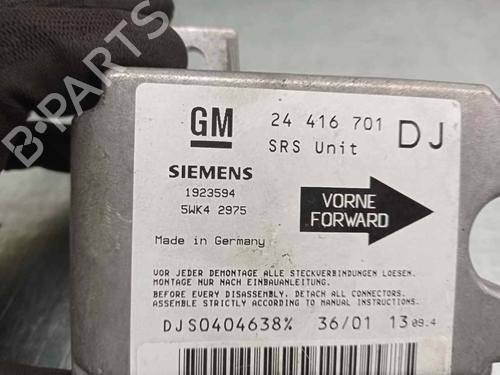 B-PARTS
GM
24 416 701 DJ
SRS Unit
SIEMENS
1923594
5WK4 2975
VORNE
FORWARD
Made in Germany
VOR JEDER DEMONTAGE ALLE STECKVERBINDUNGEN LOESEN.
MONTAGE NUR NACH EINBAUANLEITUNG.
BEFORE EVERY DISASSEMBLY, DETACH ALL CONNECTORS.
ASSEMBLE STRICTLY ACCORDING TO MANUAL INSTRUCTIONS.
DJS0404638% 36/01 13 09.4